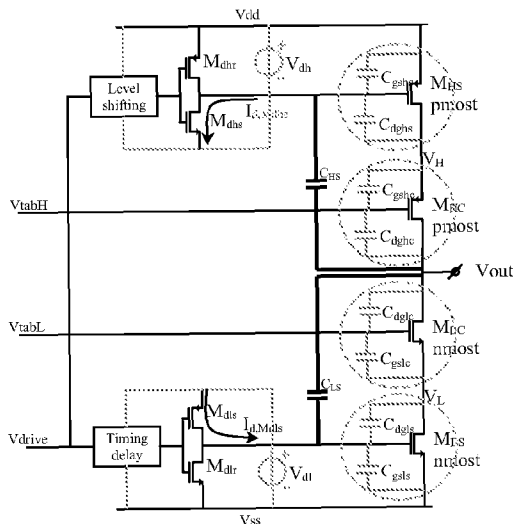 Vdd
Mdhr
Vdh
Level shifting
Mdhs
Id,Mdhs
Cgshs
Cdghs
MHS
pmost
VH
CHS
VtabH
Cgshc
Cdghc
MHC
pmost
Vout
VtabL
Cdglc
Cgslc
MLC
nmost
CLS
VL
Vdrive
Timing delay
Mdls
Id,Mdls
Mdlr
Vdl
Cdgls
Cgsls
MLS
nmost
Vss